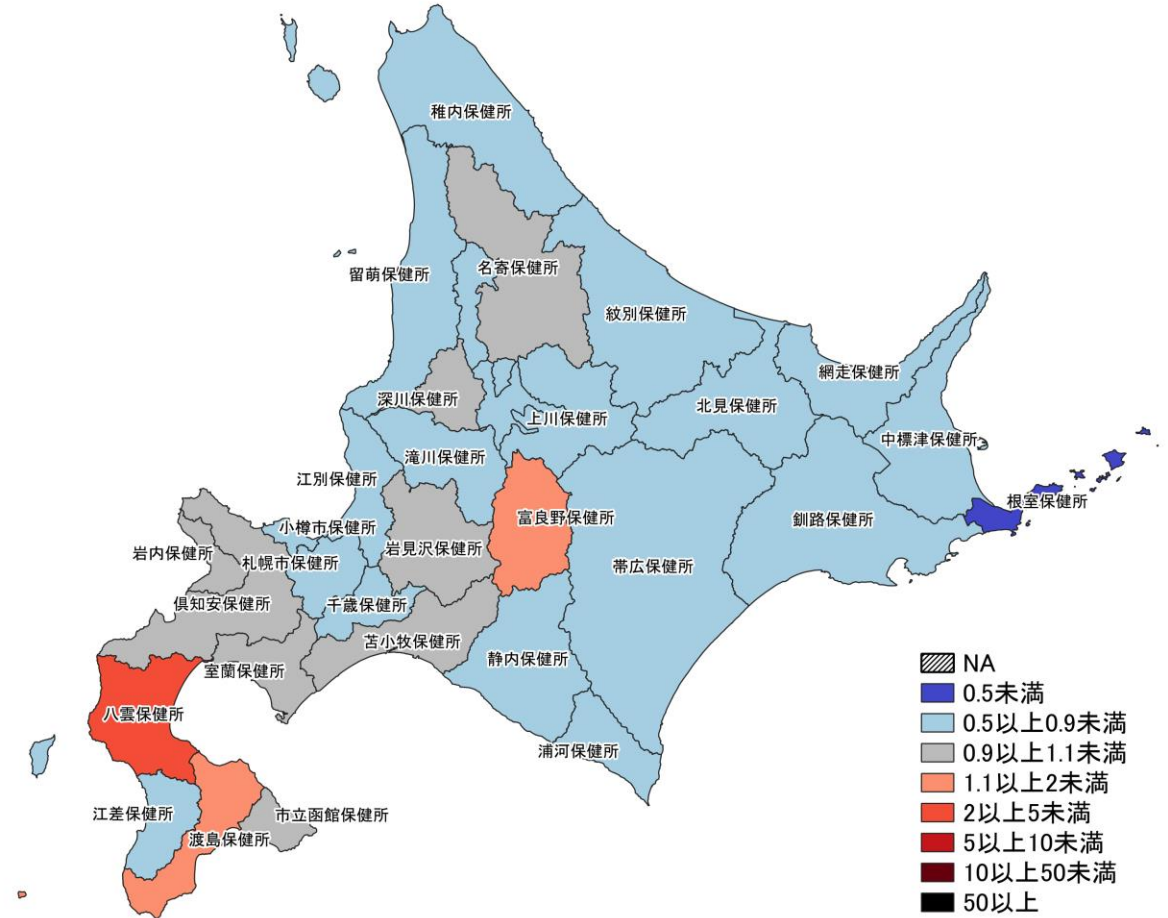 稚内保健所
名寄保健所
留萌保健所
紋別保健所
網走保健所
深川保健所
北見保健所
上川保健所
中標津保健所
滝川保健所
江別保健所
根室保健所
富良野保健所
釧路保健所
小樽市保健所
岩見沢保健所
岩内保健所
札幌市保健所
帯広保健所
倶知安保健所
千歳保健所
苫小牧保健所
静内保健所
室蘭保健所
八雲保健所
浦河保健所
江差保健所
市立函館保健所
渡島保健所
NA
0.5未満
0.5以上0.9未満
0.9以上1.1未満
1.1以上2未満
2以上5未満
5以上10未満
10以上50未満
50以上